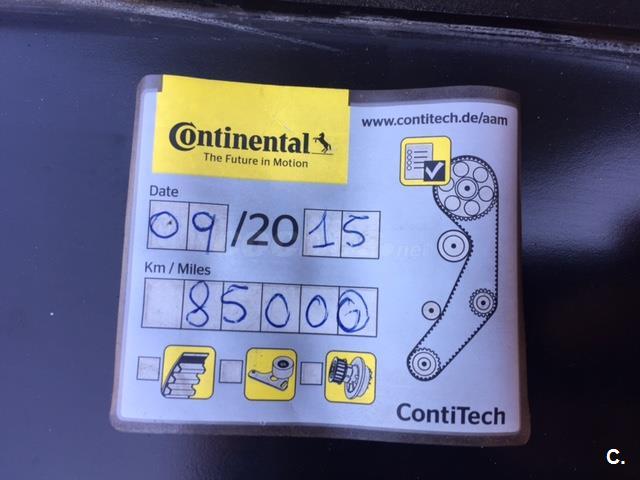 Continental
The Future in Motion
www.contitech.de/aam
Date
09/2015
Km / Miles
85000
ContiTech
C.